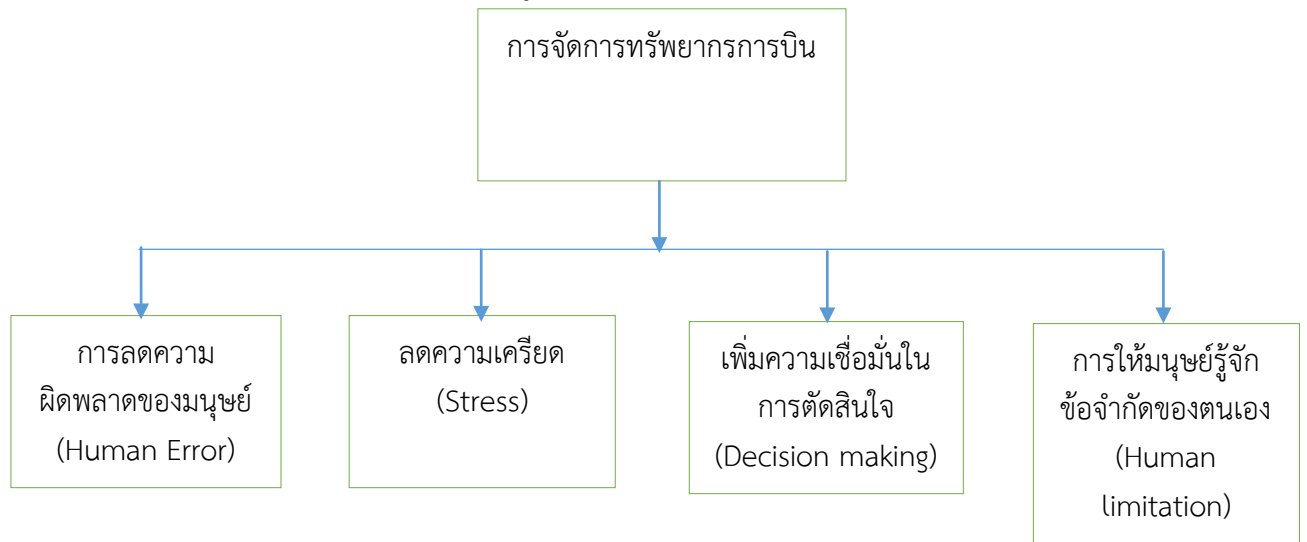 การจัดการทรัพยากรการบิน
การลดความ
ผิดพลาดของมนุษย์
(Human Error)
ลดความเครียด
(Stress)
เพิ่มความเชื่อมั่นใน
การตัดสินใจ
(Decision making)
การให้มนุษย์รู้จัก
ข้อจำกัดของตนเอง
(Human
limitation)